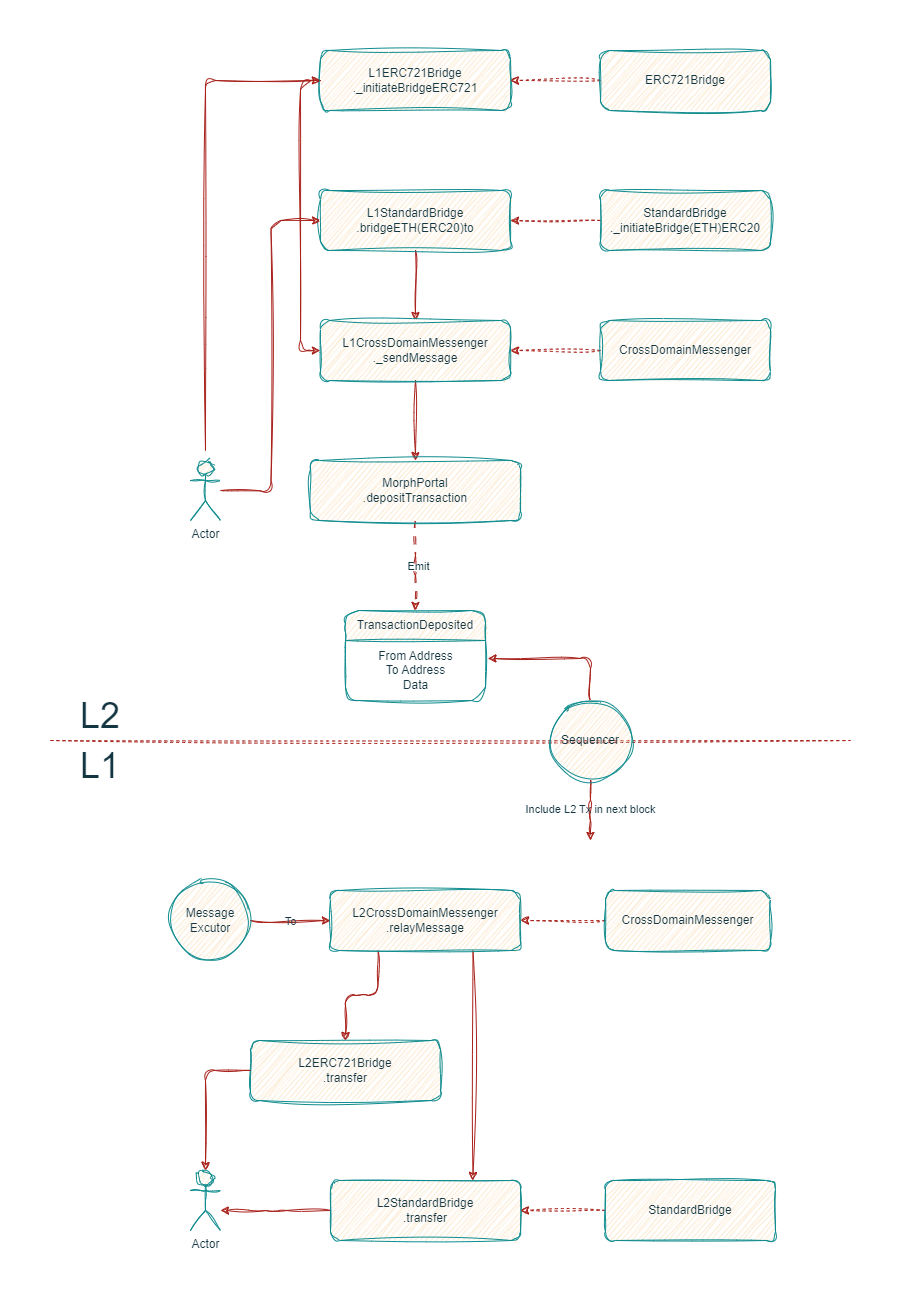 L1ERC721Bridge
._initiateBridgeERC721
ERC721Bridge
L1StandardBridge
.bridgeETH(ERC20)to
StandardBridge
._initiateBridge(ETH)ERC20
L1CrossDomainMessenger
._sendMessage
CrossDomainMessenger
MorphPortal
.depositTransaction
Actor
Emit
TransactionDeposited
From Address
To Address
Data
L2
Sequencer
L1
Include L2 Tx in next block
Message
Excutor
To
L2CrossDomainMessenger
.relayMessage
CrossDomainMessenger
L2ERC721Bridge
.transfer
L2StandardBridge
.transfer
StandardBridge
Actor